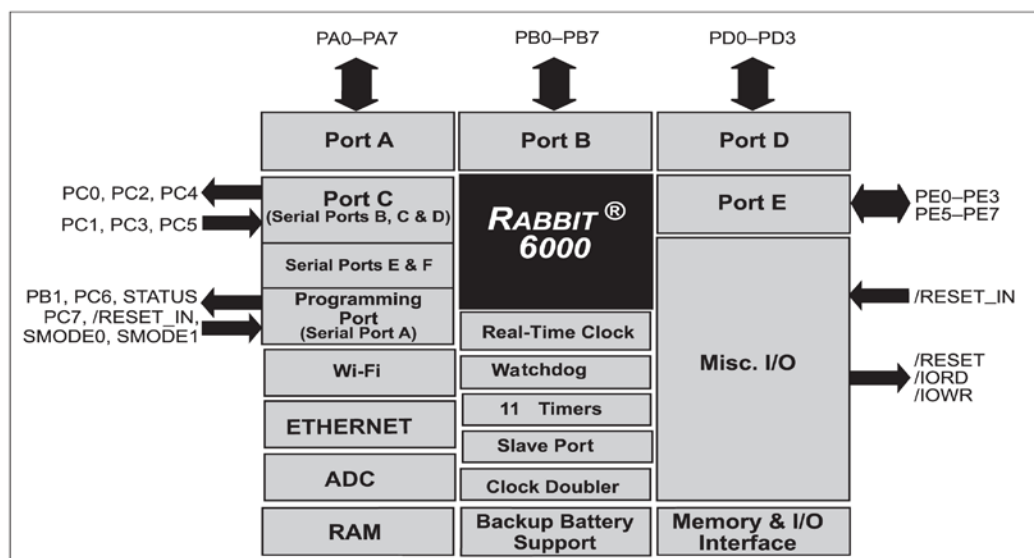 PA0–PA7
PB0–PB7
PD0–PD3
Port A
Port B
Port D
PC0, PC2, PC4
PC1, PC3, PC5
Port C
(Serial Ports B, C & D)
RABBIT ®
6000
Port E
PE0–PE3
PE5–PE7
Serial Ports E & F
PB1, PC6, STATUS
PC7, /RESET_IN,
SMODE0, SMODE1
Programming
Port
(Serial Port A)
/RESET_IN
Real-Time Clock
Misc. I/O
Wi-Fi
Watchdog
/RESET
/IORD
/IOWR
11 Timers
ETHERNET
Slave Port
ADC
Clock Doubler
RAM
Backup Battery
Support
Memory & I/O
Interface